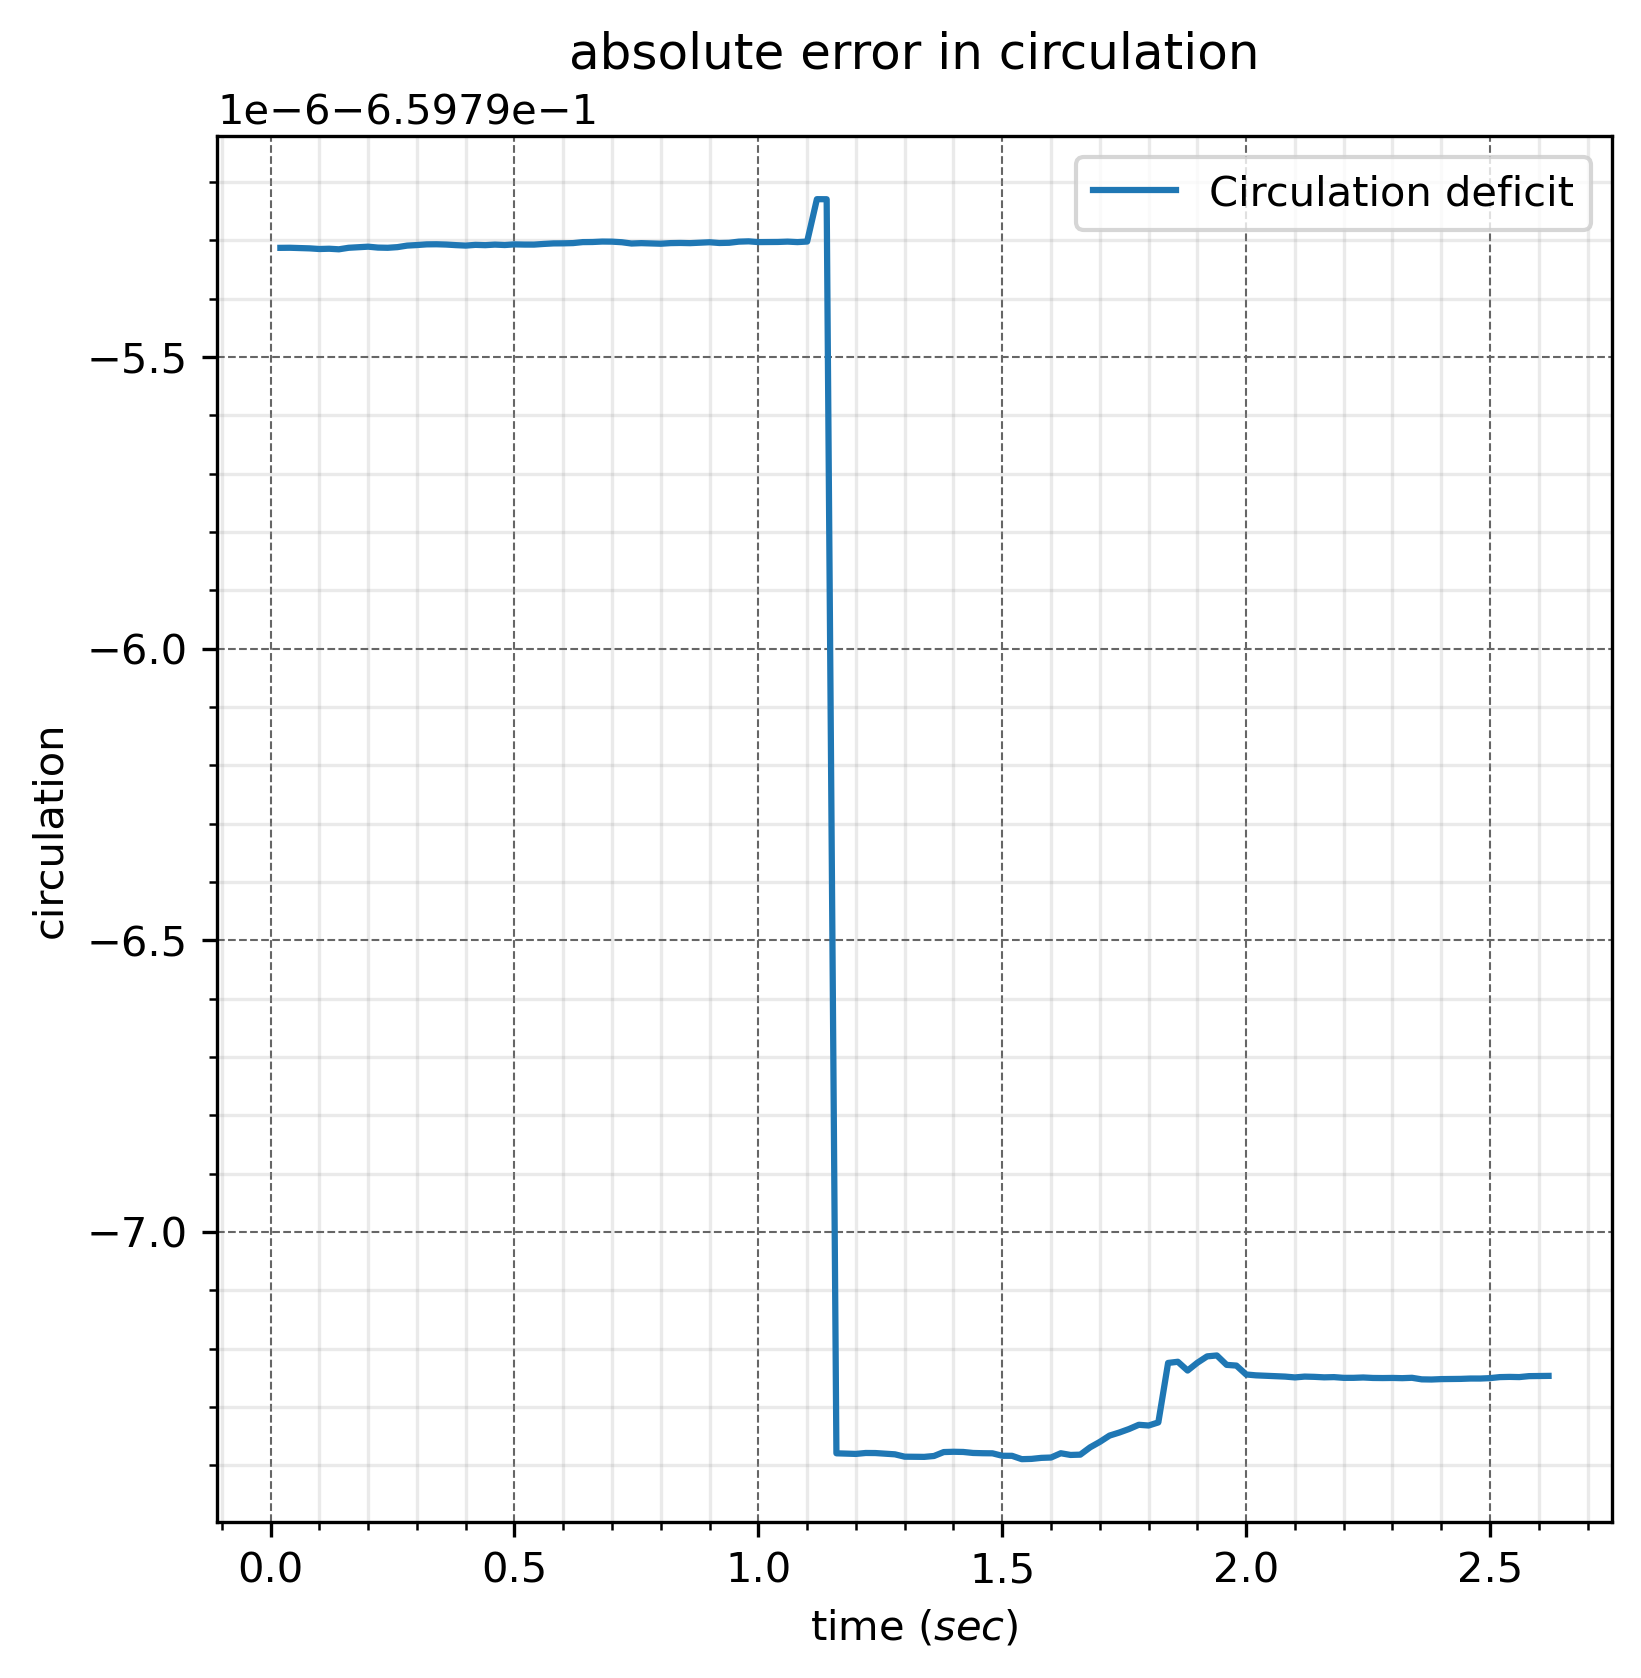 absolute error in circulation
1e−6−6.5979e−1
Circulation deficit
−5.5
−6.0
−6.5
−7.0
circulation
0.0 0.5 1.0 1.5 2.0 2.5
time (sec)